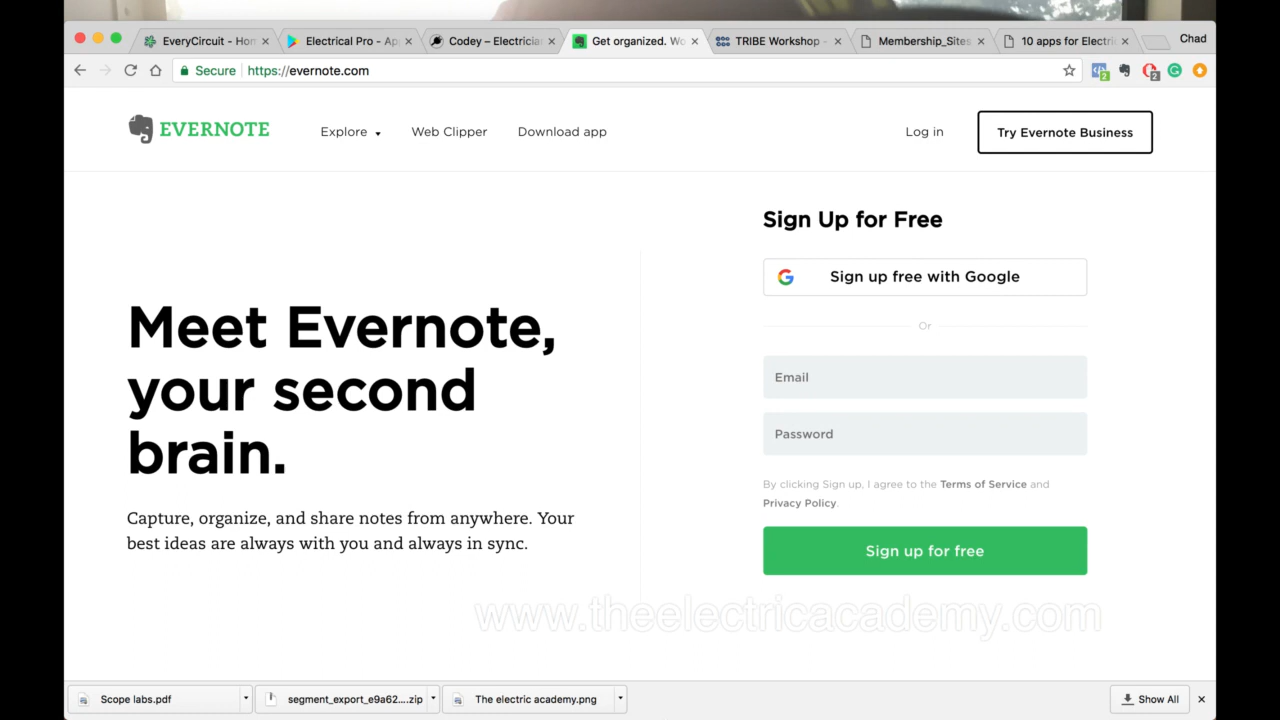 EveryCircuit - Hon
Electrical Pro - Ap
Codey – Electricia
Get organized. Wo
TRIBE Workshop -
Membership_Sites
10 apps for Electri
Chad
Secure
https://evernote.com
2
2
EVERNOTE
Explore
Web Clipper
Download app
Log in
Try Evernote Business
Meet Evernote,
your second
brain.
Capture, organize, and share notes from anywhere. Your
best ideas are always with you and always in sync.
Sign Up for Free
Sign up free with Google
Or
Email
Password
By clicking Sign up, I agree to the Terms of Service and
Privacy Policy.
Sign up for free
www.theelectricacademy.com
Scope labs.pdf
segment_export_e9a62....zip
The electric academy.png
Show All